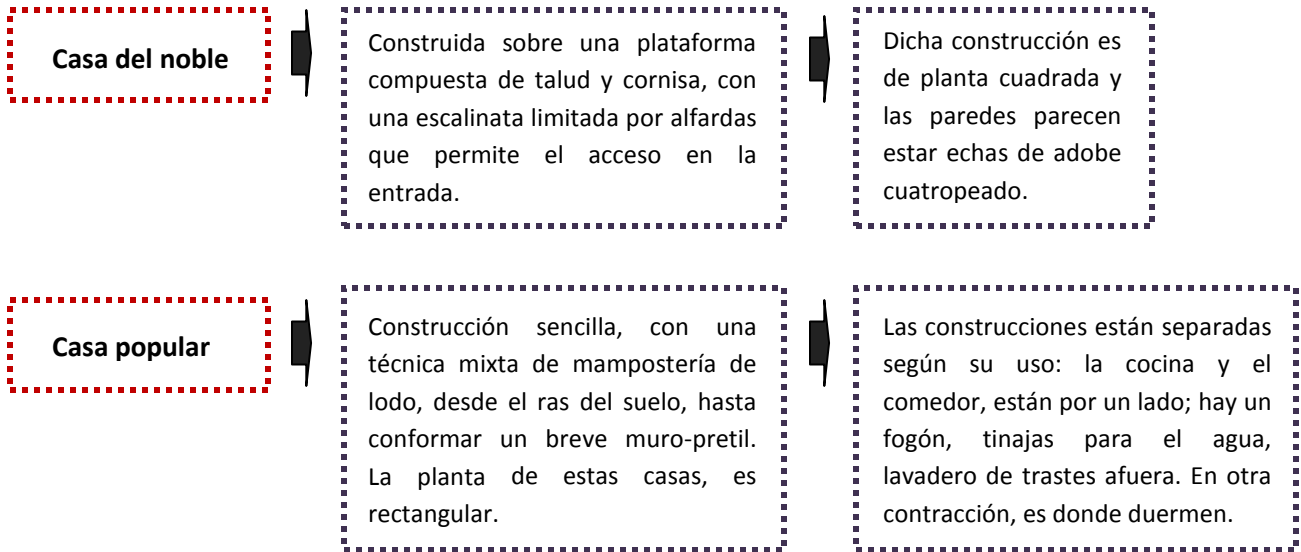 Casa del noble
Construida sobre una plataforma
compuesta de talud y cornisa, con
una escalinata limitada por alfardas
que permite el acceso en la
entrada.
Dicha construcción es
de planta cuadrada y
las paredes parecen
estar echas de adobe
cuatropeado.
Casa popular
Construcción sencilla, con una
técnica mixta de mampostería de
lodo, desde el ras del suelo, hasta
conformar un breve muro-pretil.
La planta de estas casas, es
rectangular.
Las construcciones están separadas
según su uso: la cocina y el
comedor, están por un lado; hay un
fogón, tinajas para el agua,
lavadero de trastes afuera. En otra
contracción, es donde duermen.